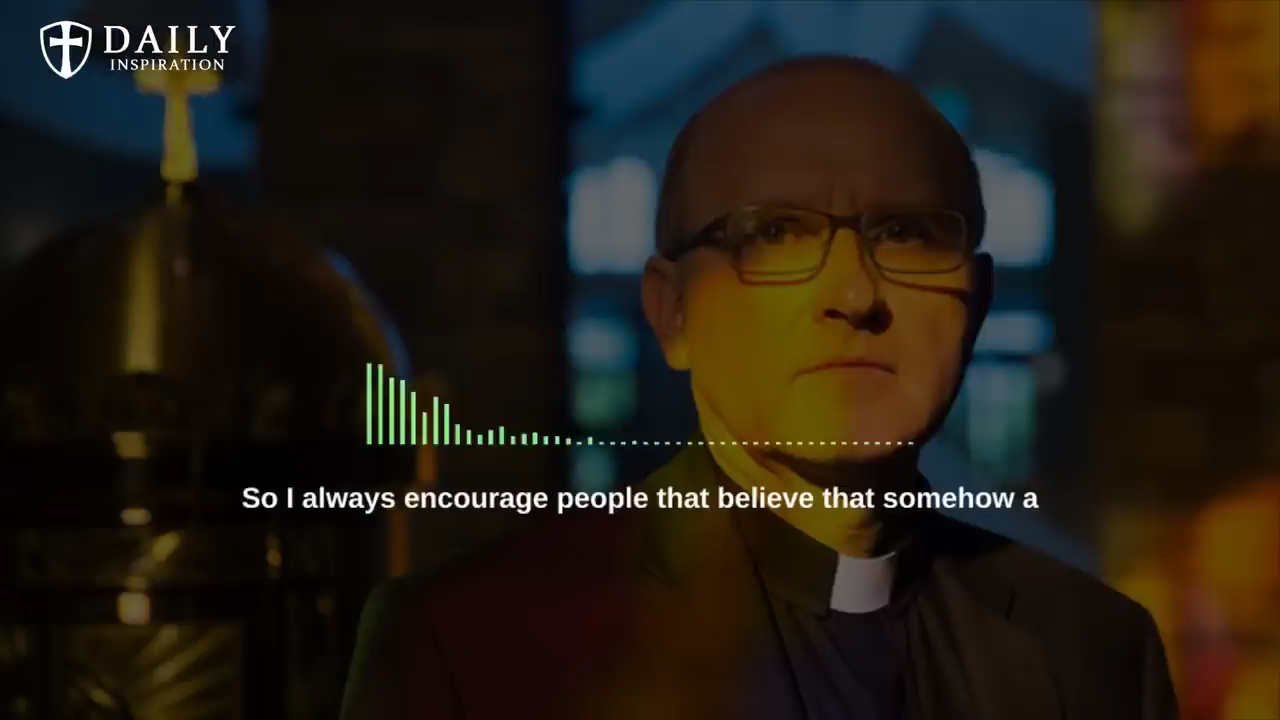 DAILY
INSPIRATION
So I always encourage people that believe that somehow a